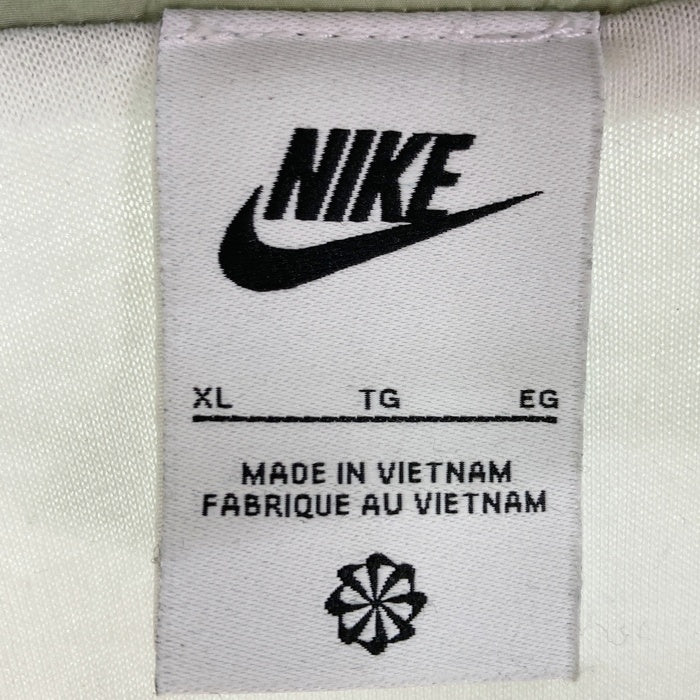 NIKE
XL TG EG
MADE IN VIETNAM
FABRIQUE AU VIETNAM